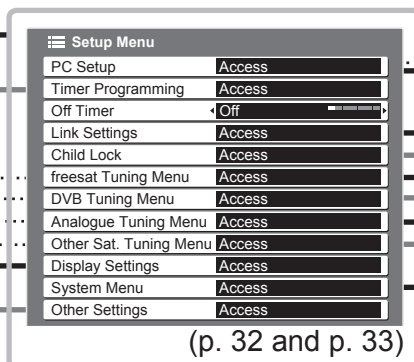 Setup Menu
PC Setup Access
Timer Programming Access
Off Timer Off
Link Settings Access
Child Lock Access
freesat Tuning Menu Access
DVB Tuning Menu Access
Analogue Tuning Menu Access
Other Sat. Tuning Menu Access
Display Settings Access
System Menu Access
Other Settings Access
(p. 32 and p. 33)